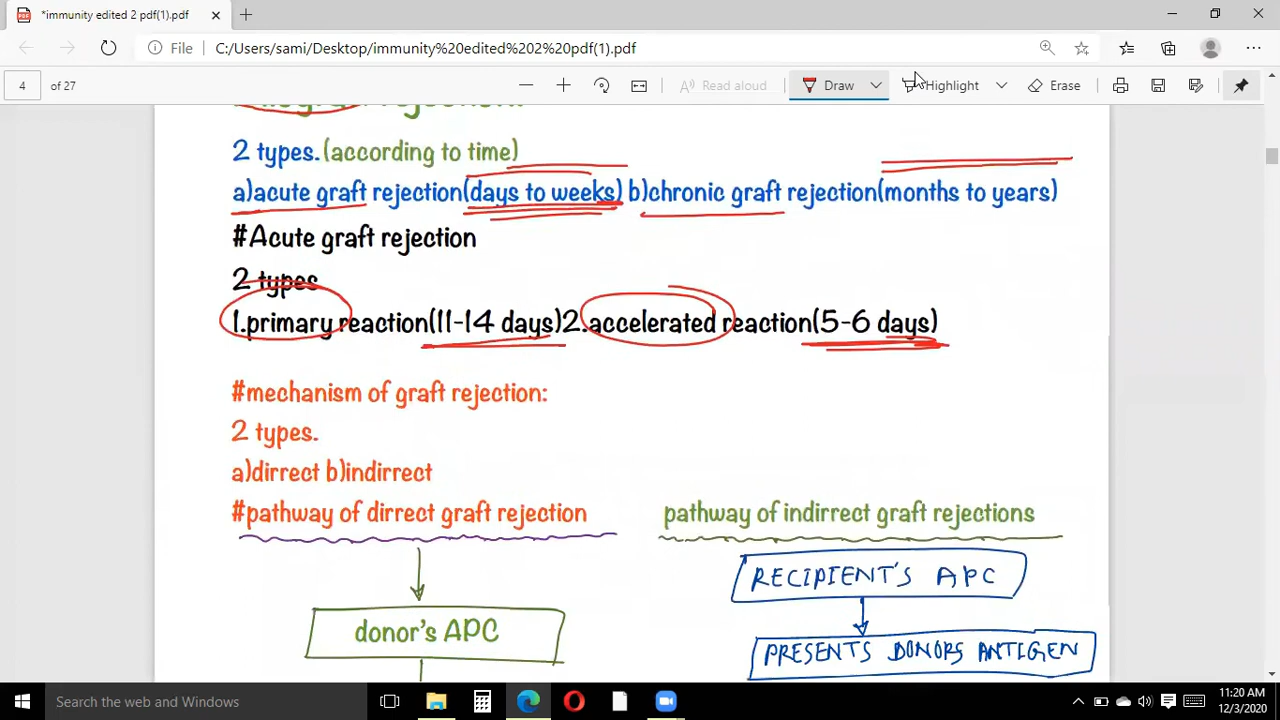 *immunity edited 2 pdf(1).pdf
File C:/Users/sami/Desktop/immunity%20edited%202%20pdf(1).pdf
4 of 27 Read aloud Draw Highlight Erase
2 types.(according to time)
a)acute graft rejection(days to weeks) b)chronic graft rejection(months to years)
#Acute graft rejection
2 types
1.primary reaction(11-14 days)2.accelerated reaction(5-6 days)
#mechanism of graft rejection:
2 types.
a)dirrect b)indirrect
#pathway of dirrect graft rejection
pathway of indirrect graft rejections
RECIPIENT'S APC
donor's APC
PRESENTS DONORS ANTIGEN
Search the web and Windows
11:20 AM
12/3/2020